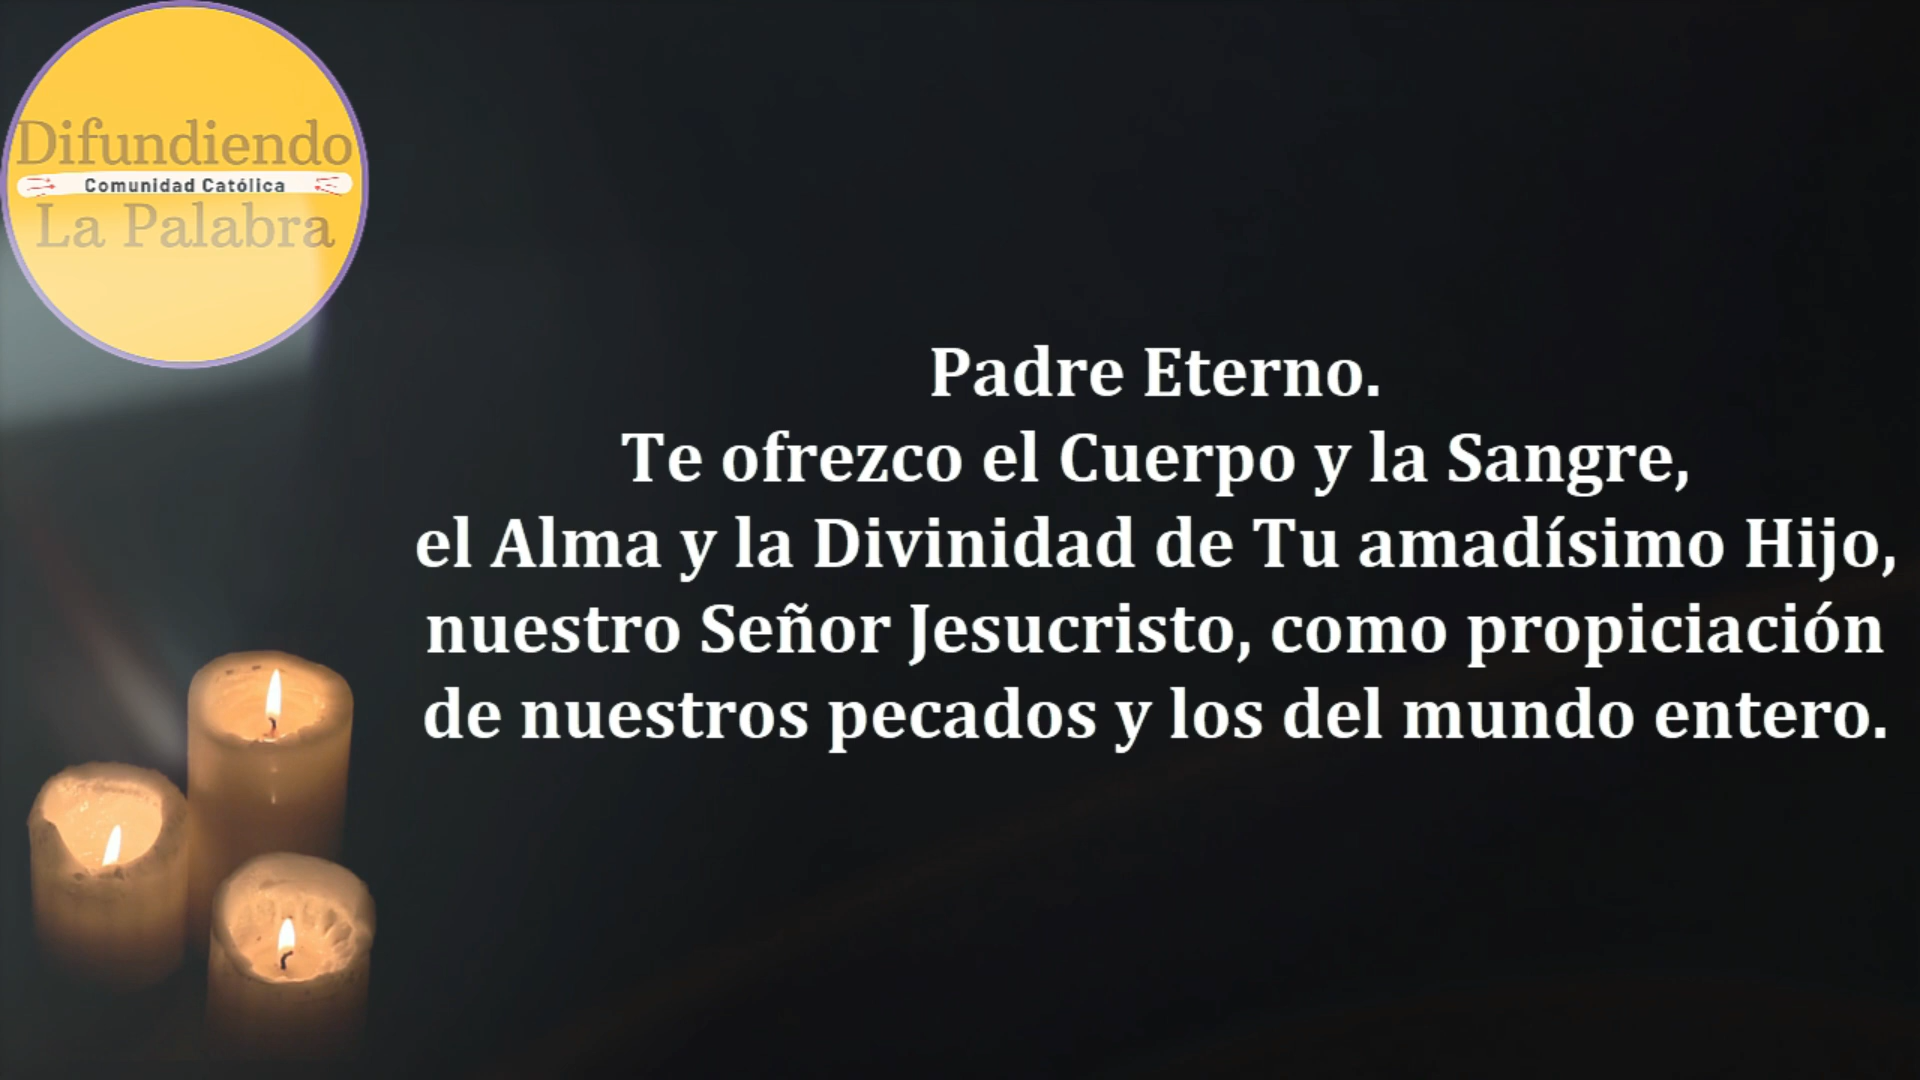 Difundiendo
Comunidad Católica
La Palabra
Padre Eterno.
Te ofrezco el Cuerpo y la Sangre,
el Alma y la Divinidad de Tu amadísimo Hijo,
nuestro Señor Jesucristo, como propiciación
de nuestros pecados y los del mundo entero.